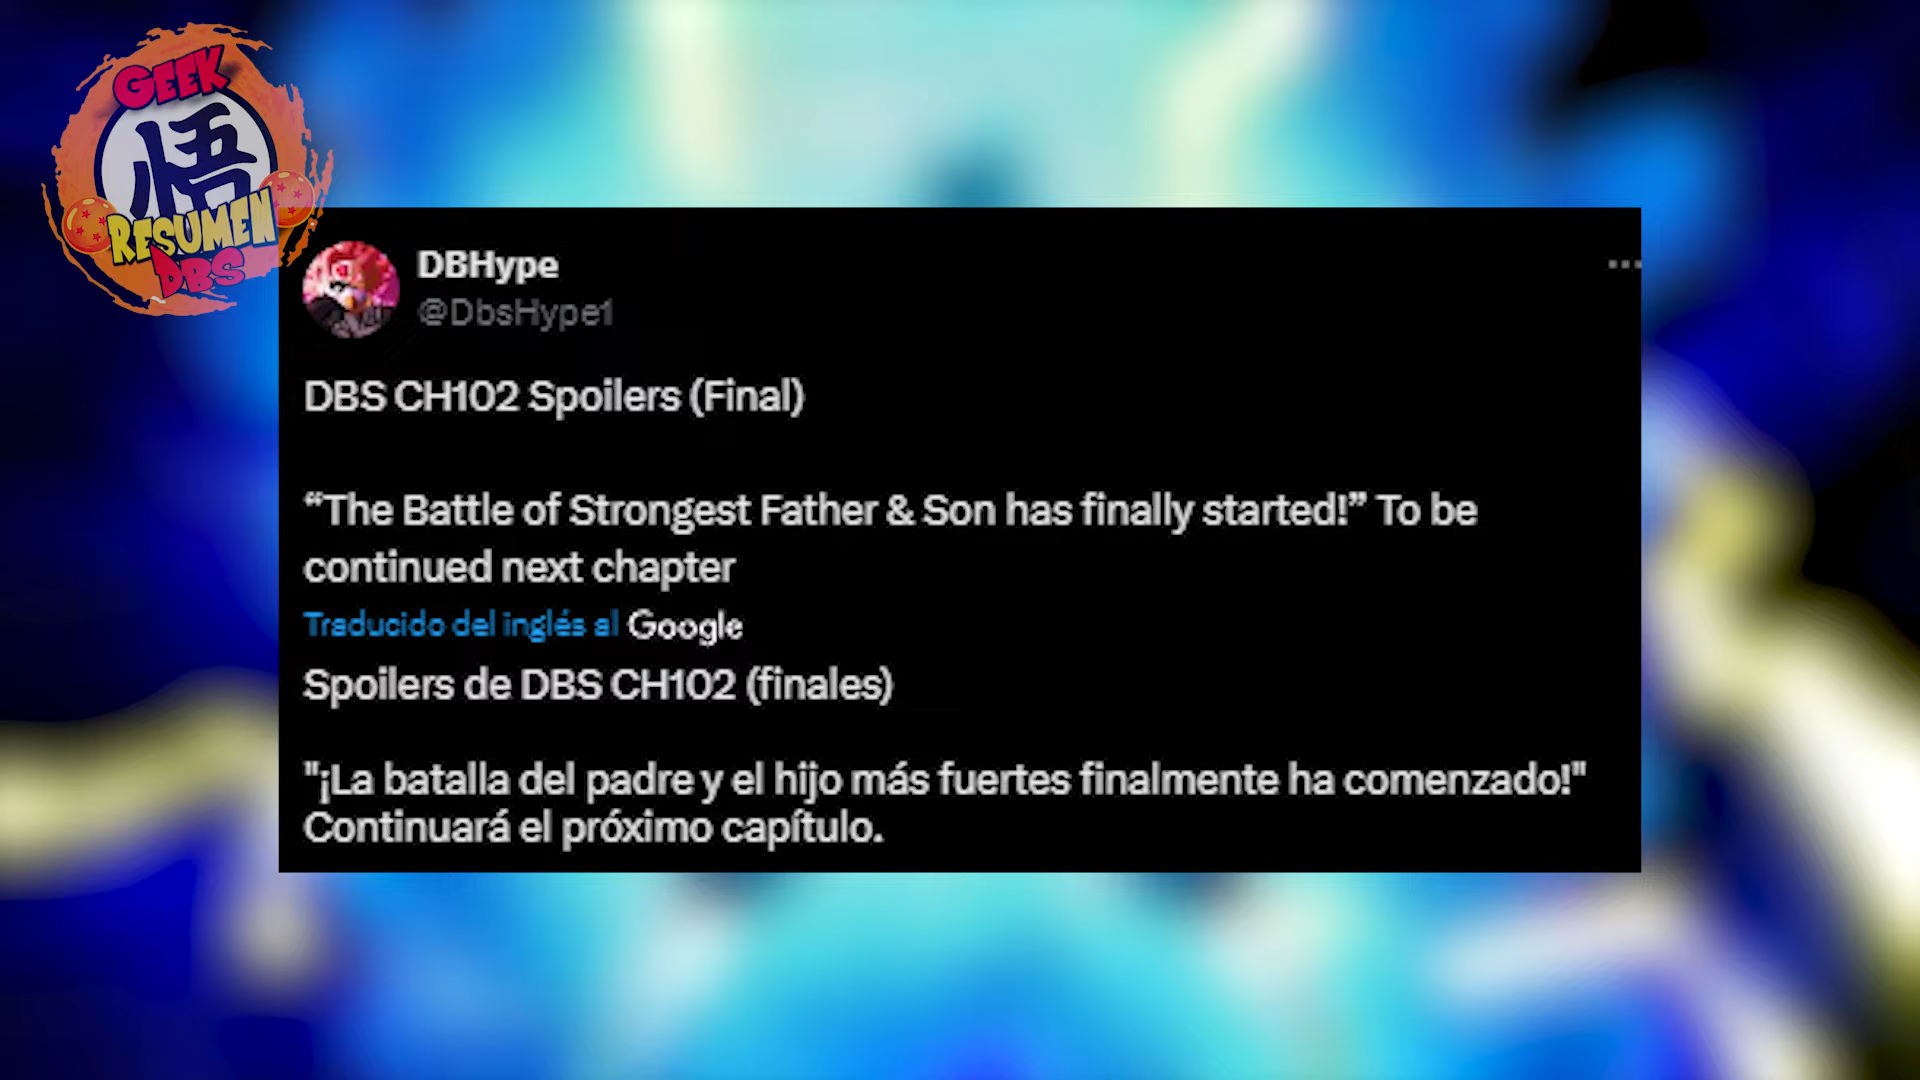 GEEK
悟
RESUMEN
DBS
DBHype
@DbsHype1
DBS CH102 Spoilers (Final)
“The Battle of Strongest Father & Son has finally started!” To be
continued next chapter
Traducido del inglés al Google
Spoilers de DBS CH102 (finales)
"¡La batalla del padre y el hijo más fuertes finalmente ha comenzado!"
Continuará el próximo capítulo.